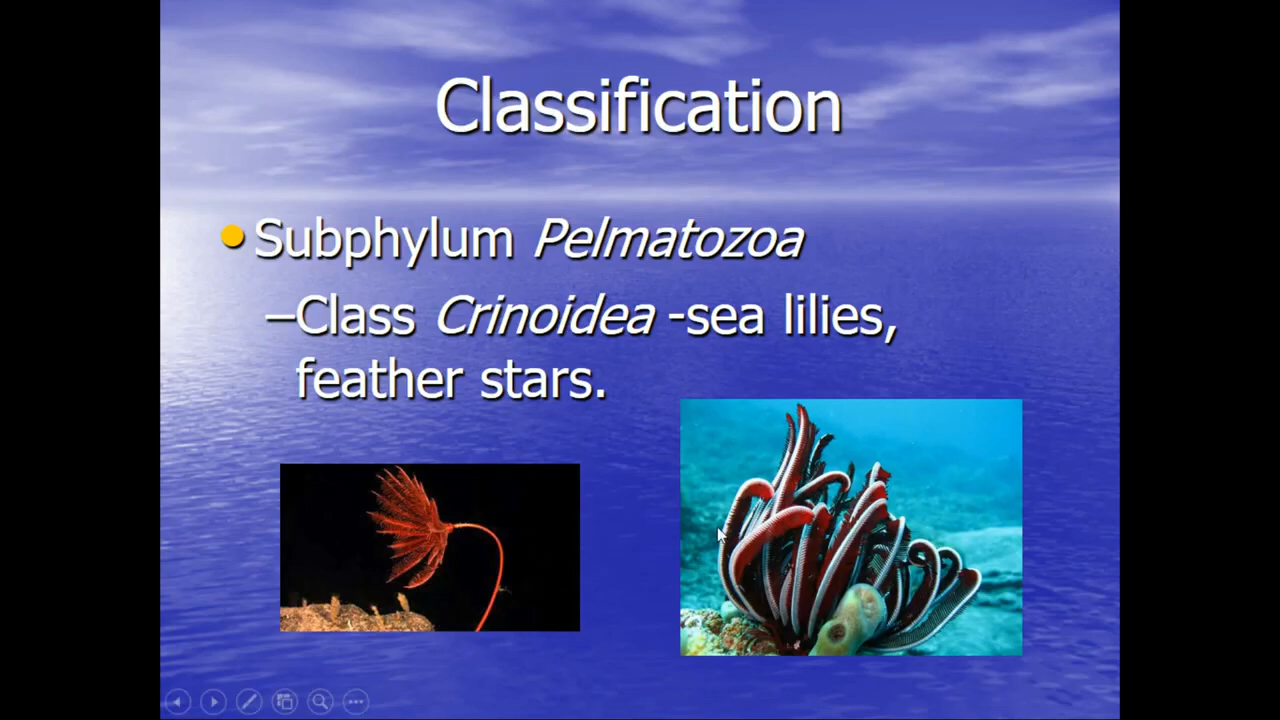 Classification
Subphylum Pelmatozoa
–Class Crinoidea -sea lilies,
feather stars.